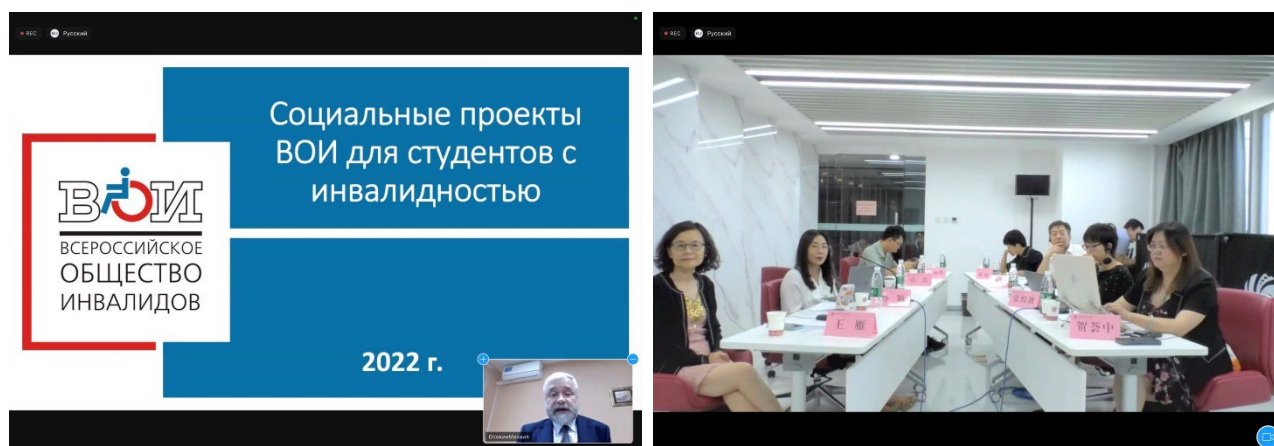 REC
Русский
Социальные проекты
ВОИ для студентов с
инвалидностью
ВОИ
ВСЕРОССИЙСКОЕ
ОБЩЕСТВО
ИНВАЛИДОВ
2022 г.
REC
Русский
王雁
贺荟中